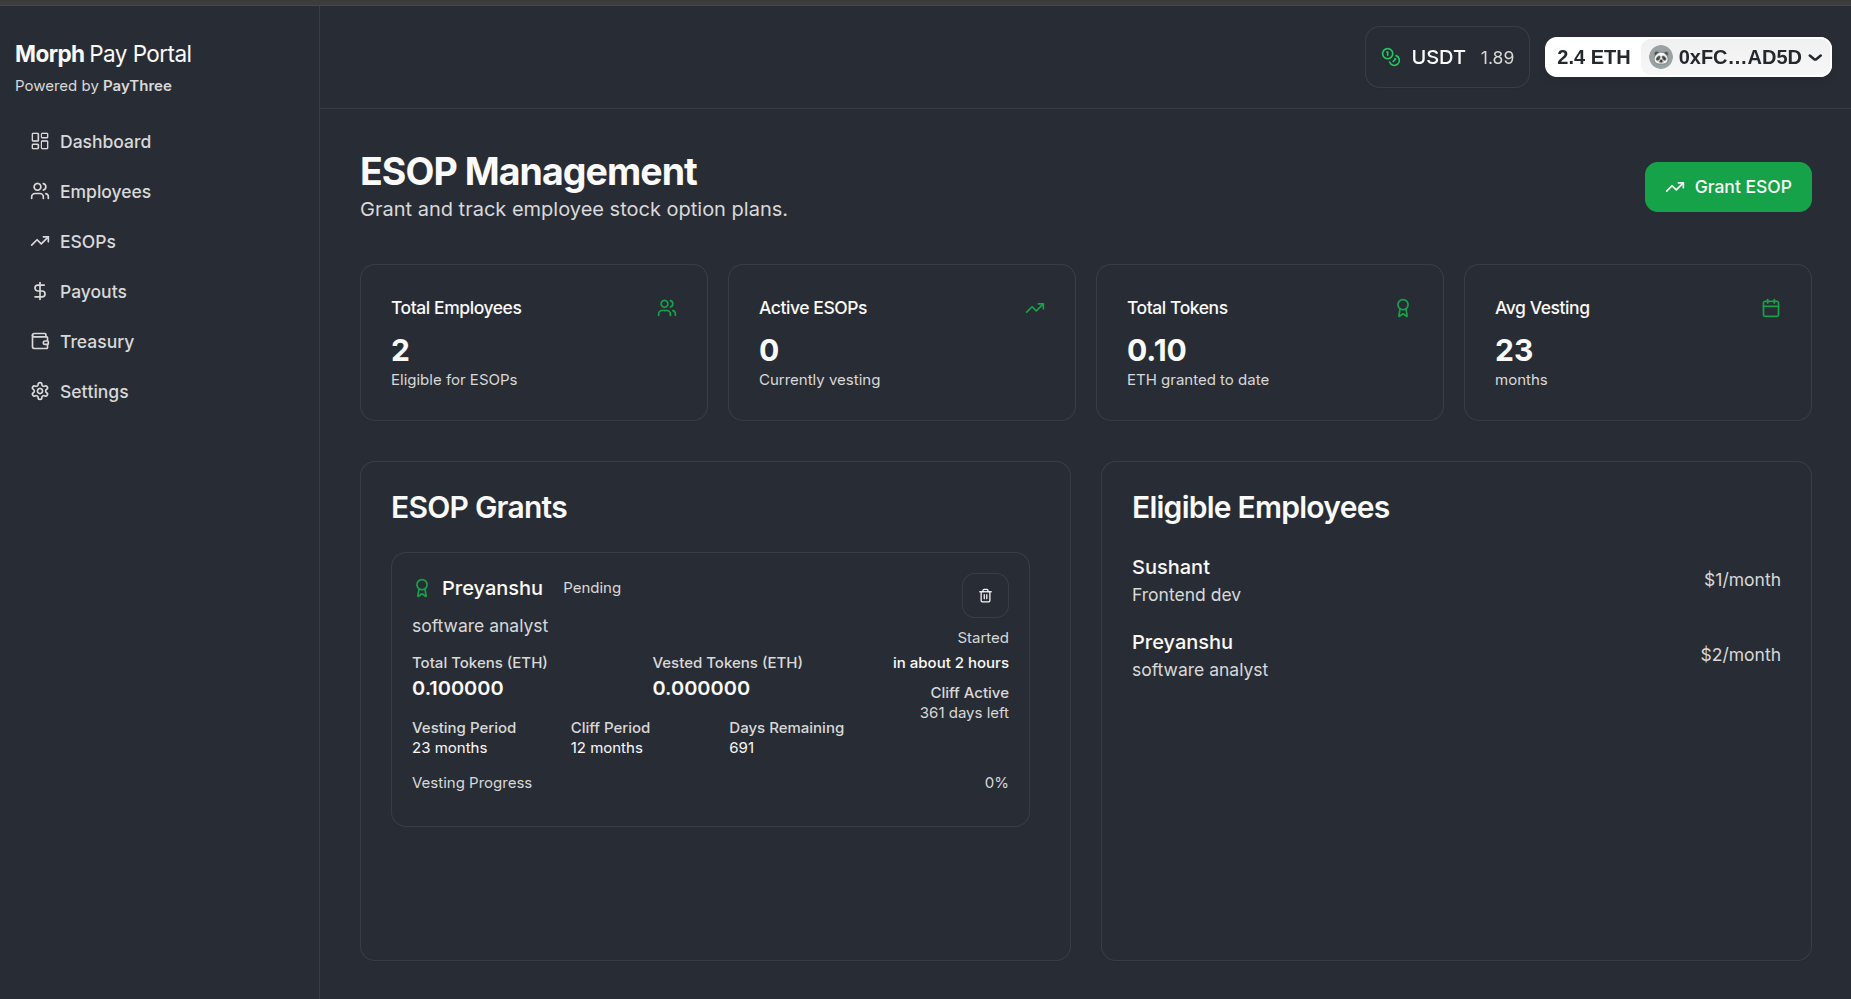 Morph Pay Portal
Powered by PayThree
Dashboard
Employees
ESOPs
Payouts
Treasury
Settings
USDT 1.89
2.4 ETH 0xFC...AD5D
ESOP Management
Grant and track employee stock option plans.
Grant ESOP
Total Employees
2
Eligible for ESOPs
Active ESOPs
0
Currently vesting
Total Tokens
0.10
ETH granted to date
Avg Vesting
23
months
ESOP Grants
Preyanshu Pending
software analyst
Started
in about 2 hours
Total Tokens (ETH)
0.100000
Vested Tokens (ETH)
0.000000
Cliff Active
361 days left
Vesting Period
23 months
Cliff Period
12 months
Days Remaining
691
Vesting Progress 0%
Eligible Employees
Sushant
Frontend dev
$1/month
Preyanshu
software analyst
$2/month